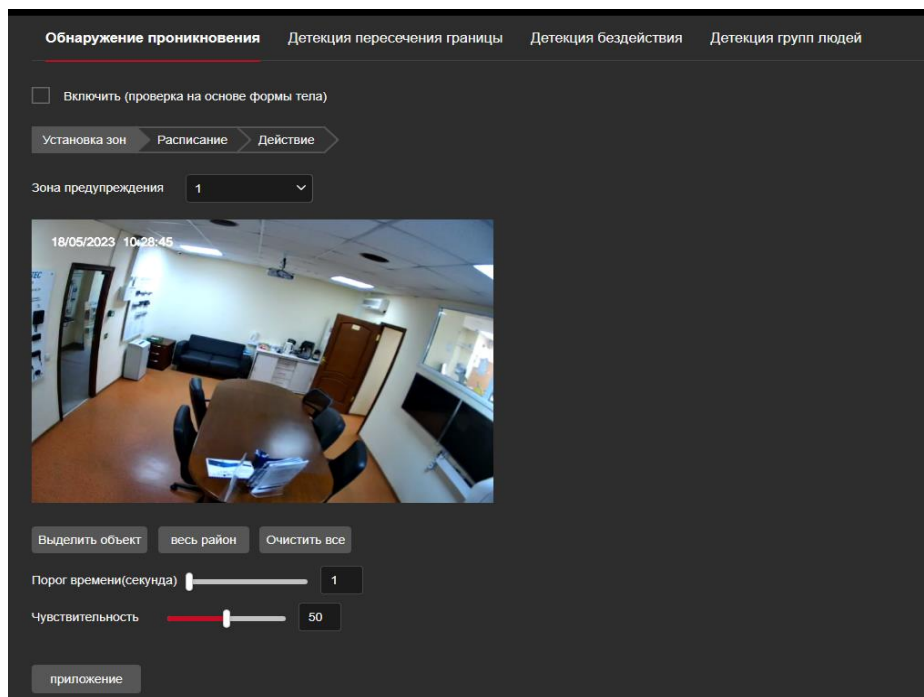 Обнаружение проникновения Детекция пересечения границы Детекция бездействия Детекция групп людей
Включить (проверка на основе формы тела)
Установка зон Расписание Действие
Зона предупреждения 1
18/05/2023 10:28:45
Выделить объект весь район Очистить все
Порог времени(секунда) 1
Чувствительность 50
приложение